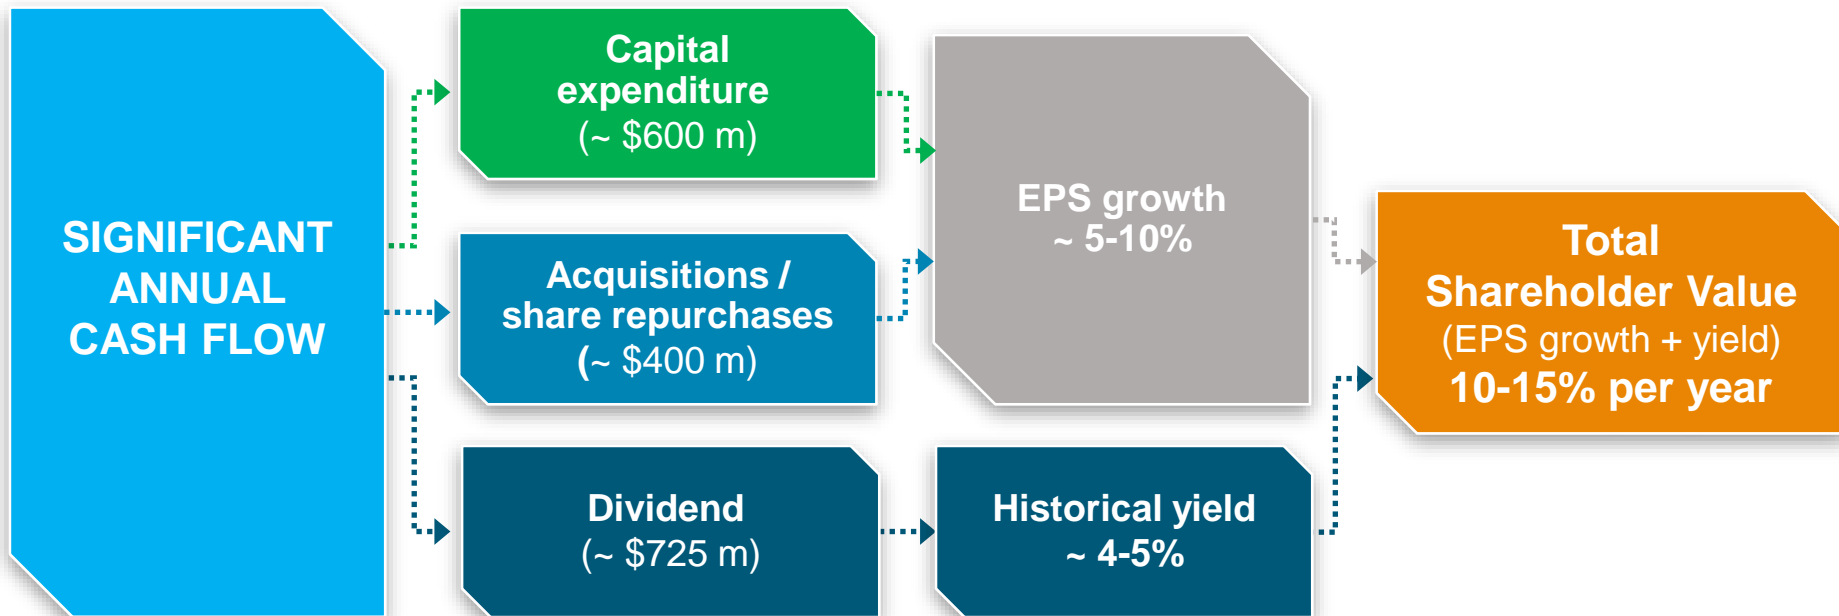 SIGNIFICANT
ANNUAL
CASH FLOW
Capital
expenditure
(~ $600 m)
Acquisitions /
share repurchases
(~ $400 m)
Dividend
(~ $725 m)
EPS growth
~ 5-10%
Historical yield
~ 4-5%
Total
Shareholder Value
(EPS growth + yield)
10-15% per year